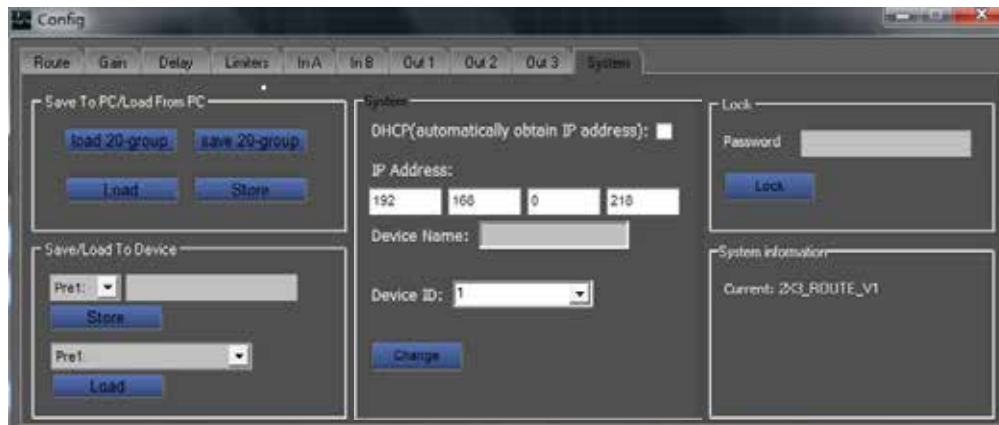 Config
Route Gain Delay Limiters In A In B Out 1 Out 2 Out 3 System
Save To PC/Load From PC
load 20-group save 20-group
Load Store
Save/Load To Device
Pre1:
Store
Pre1
Load
System
DHCP(automatically obtain IP address):
IP Address:
192 168 0 218
Device Name:
Device ID: 1
Change
Lock
Password
Lock
System information
Current: 2X3_ROUTE_V1